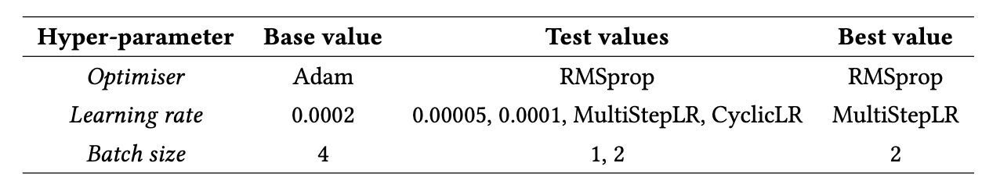 Hyper-parameter Base value Test values Best value
Optimiser Adam RMSprop RMSprop
Learning rate 0.0002 0.00005, 0.0001, MultiStepLR, CyclicLR MultiStepLR
Batch size 4 1, 2 2